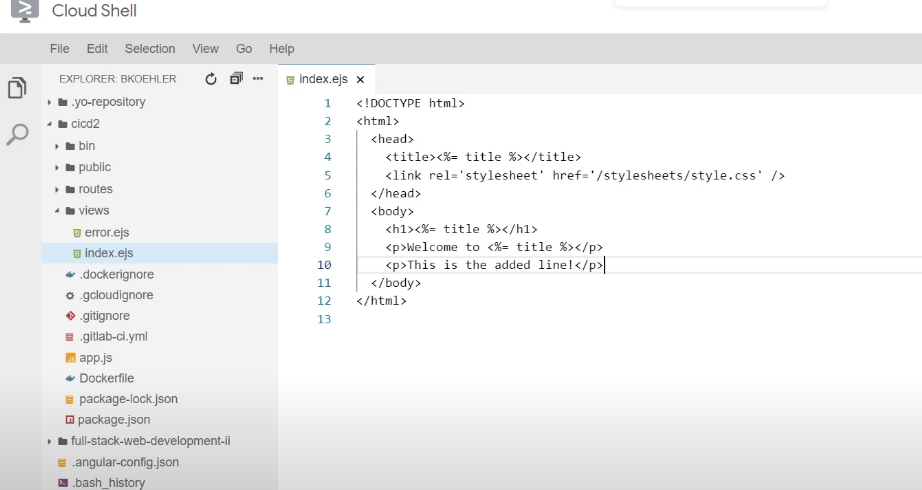 Cloud Shell
File Edit Selection View Go Help
EXPLORER: BKOEHLER
.yo-repository
cicd2
bin
public
routes
views
error.ejs
index.ejs
.dockerignore
.gcloudignore
.gitignore
.gitlab-ci.yml
app.js
Dockerfile
package-lock.json
package.json
full-stack-web-development-ii
.angular-config.json
.bash_history
index.ejs
1 <!DOCTYPE html>
2 <html>
3 <head>
4 <title><%= title %></title>
5 <link rel='stylesheet' href='/stylesheets/style.css' />
6 </head>
7 <body>
8 <h1><%= title %></h1>
9 <p>Welcome to <%= title %></p>
10 <p>This is the added line!</p>
11 </body>
12 </html>
13